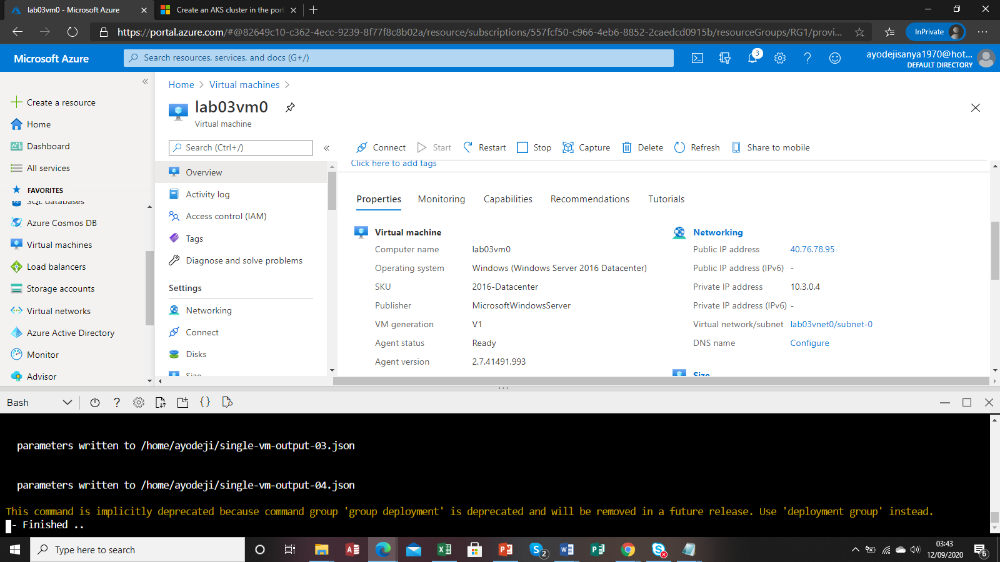 lab03vm0 - Microsoft Azure
Create an AKS cluster in the port
https://portal.azure.com/#@82649c10-c362-4ecc-9239-8f77f8c8b02a/resource/subscriptions/557fcf50-c966-4eb6-8852-2caedcd0915b/resourceGroups/RG1/provi...
InPrivate
Microsoft Azure
Search resources, services, and docs (G+/)
3
ayodejisanya1970@hot...
DEFAULT DIRECTORY
Create a resource
Home
Dashboard
All services
FAVORITES
SQL databases
Azure Cosmos DB
Virtual machines
Load balancers
Storage accounts
Virtual networks
Azure Active Directory
Monitor
Advisor
Home > Virtual machines >
lab03vm0
Virtual machine
Search (Ctrl+/)
Overview
Activity log
Access control (IAM)
Tags
Diagnose and solve problems
Settings
Networking
Connect
Disks
Size
Connect
Start
Restart
Stop
Capture
Delete
Refresh
Share to mobile
Click here to add tags
Properties
Monitoring
Capabilities
Recommendations
Tutorials
Virtual machine
Computer name lab03vm0
Operating system Windows (Windows Server 2016 Datacenter)
SKU 2016-Datacenter
Publisher MicrosoftWindowsServer
VM generation V1
Agent status Ready
Agent version 2.7.41491.993
Networking
Public IP address 40.76.78.95
Public IP address (IPv6) -
Private IP address 10.3.0.4
Private IP address (IPv6) -
Virtual network/subnet lab03vnet0/subnet-0
DNS name Configure
Size
Bash
parameters written to /home/ayodeji/single-vm-output-03.json
parameters written to /home/ayodeji/single-vm-output-04.json
This command is implicitly deprecated because command group 'group deployment' is deprecated and will be removed in a future release. Use 'deployment group' instead.
- Finished ..
Type here to search
2
03:43
12/09/2020
6